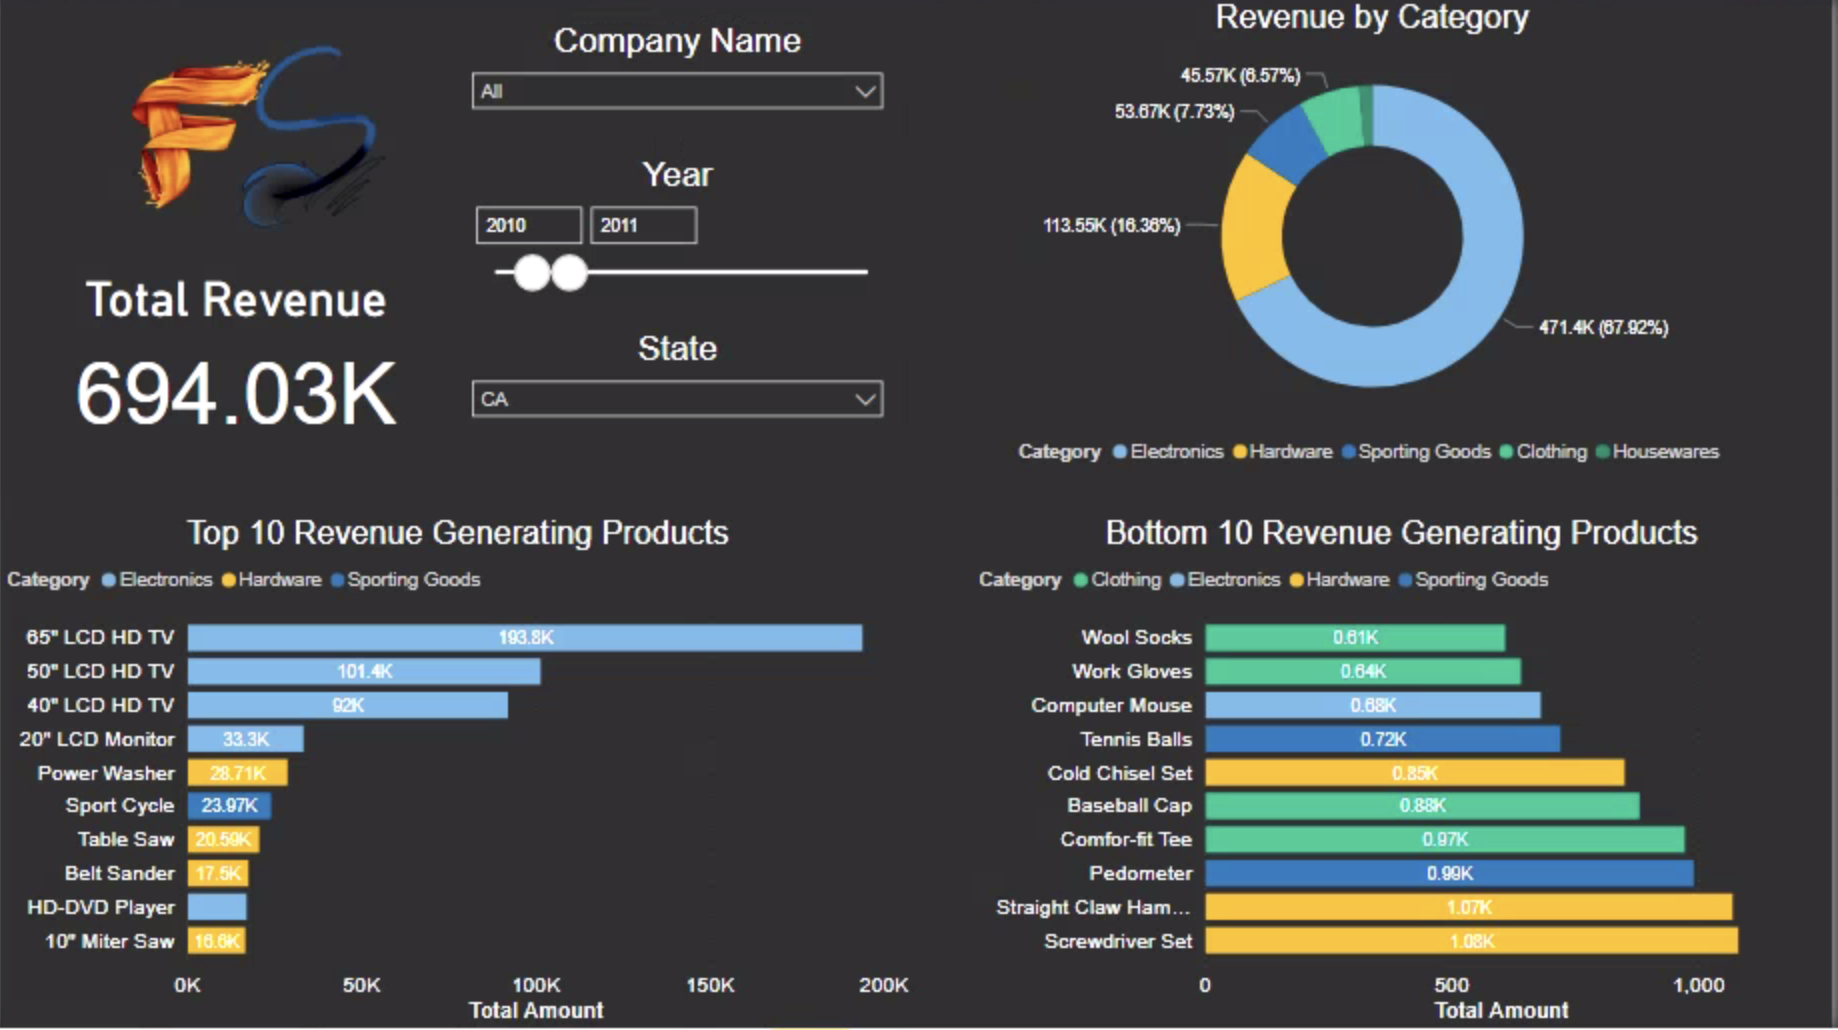 FS
Company Name
All
Year
2010 2011
State
CA
Total Revenue
694.03K
Revenue by Category
45.57K (6.57%)
53.67K (7.73%)
113.55K (16.36%)
471.4K (67.92%)
Category Electronics Hardware Sporting Goods Clothing Housewares
Top 10 Revenue Generating Products
Category Electronics Hardware Sporting Goods
65" LCD HD TV 193.8K
50" LCD HD TV 101.4K
40" LCD HD TV 92K
20" LCD Monitor 33.3K
Power Washer 28.71K
Sport Cycle 23.97K
Table Saw 20.59K
Belt Sander 17.5K
HD-DVD Player
10" Miter Saw 16.6K
0K 50K 100K 150K 200K
Total Amount
Bottom 10 Revenue Generating Products
Category Clothing Electronics Hardware Sporting Goods
Wool Socks 0.61K
Work Gloves 0.64K
Computer Mouse 0.68K
Tennis Balls 0.72K
Cold Chisel Set 0.85K
Baseball Cap 0.88K
Comfor-fit Tee 0.97K
Pedometer 0.99K
Straight Claw Ham... 1.07K
Screwdriver Set 1.08K
0 500 1,000
Total Amount